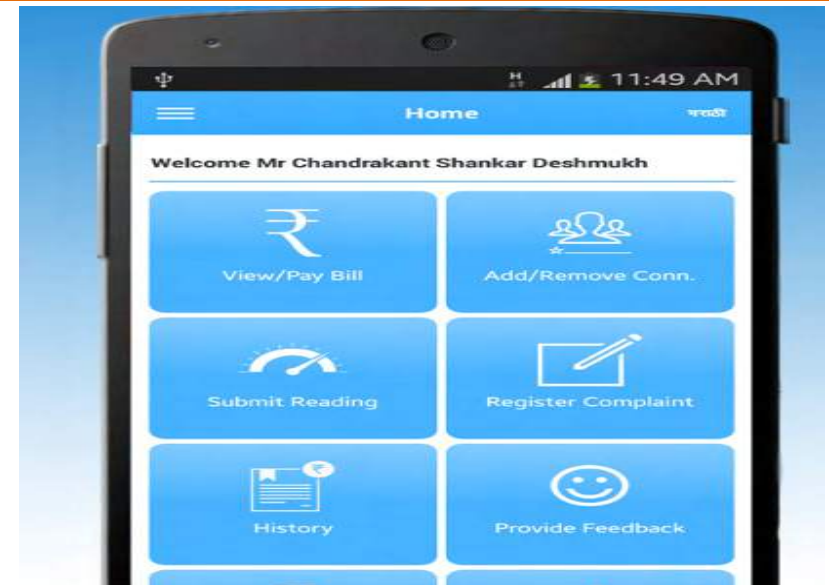 H
11:49 AM
Home
मराठी
Welcome Mr Chandrakant Shankar Deshmukh
₹
View/Pay Bill
Add/Remove Conn.
Submit Reading
Register Complaint
₹
History
Provide Feedback